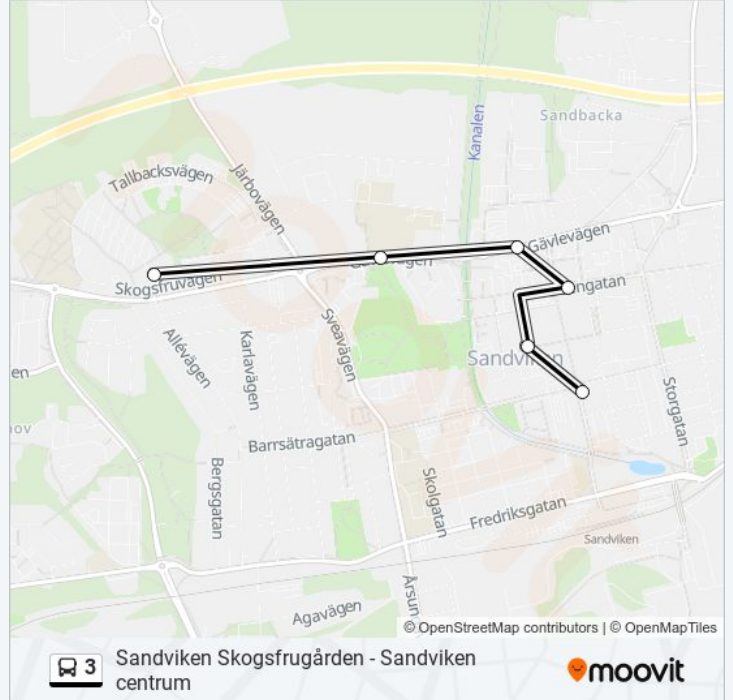 Kanalen
Sandbacka
Tallbacksvägen
Järbovägen
Gävlevägen
Skogsfruvägen
Sveavägen
Allévägen
Karlavägen
Sandviken
Storgatan
en
Barrsätragatan
Bergsgatan
Skolgatan
Fredriksgatan
Sandviken
Agavägen
Årsun
© OpenStreetMap contributors | © OpenMapTiles
3 Sandviken Skogsfrugården - Sandviken
centrum
moovit